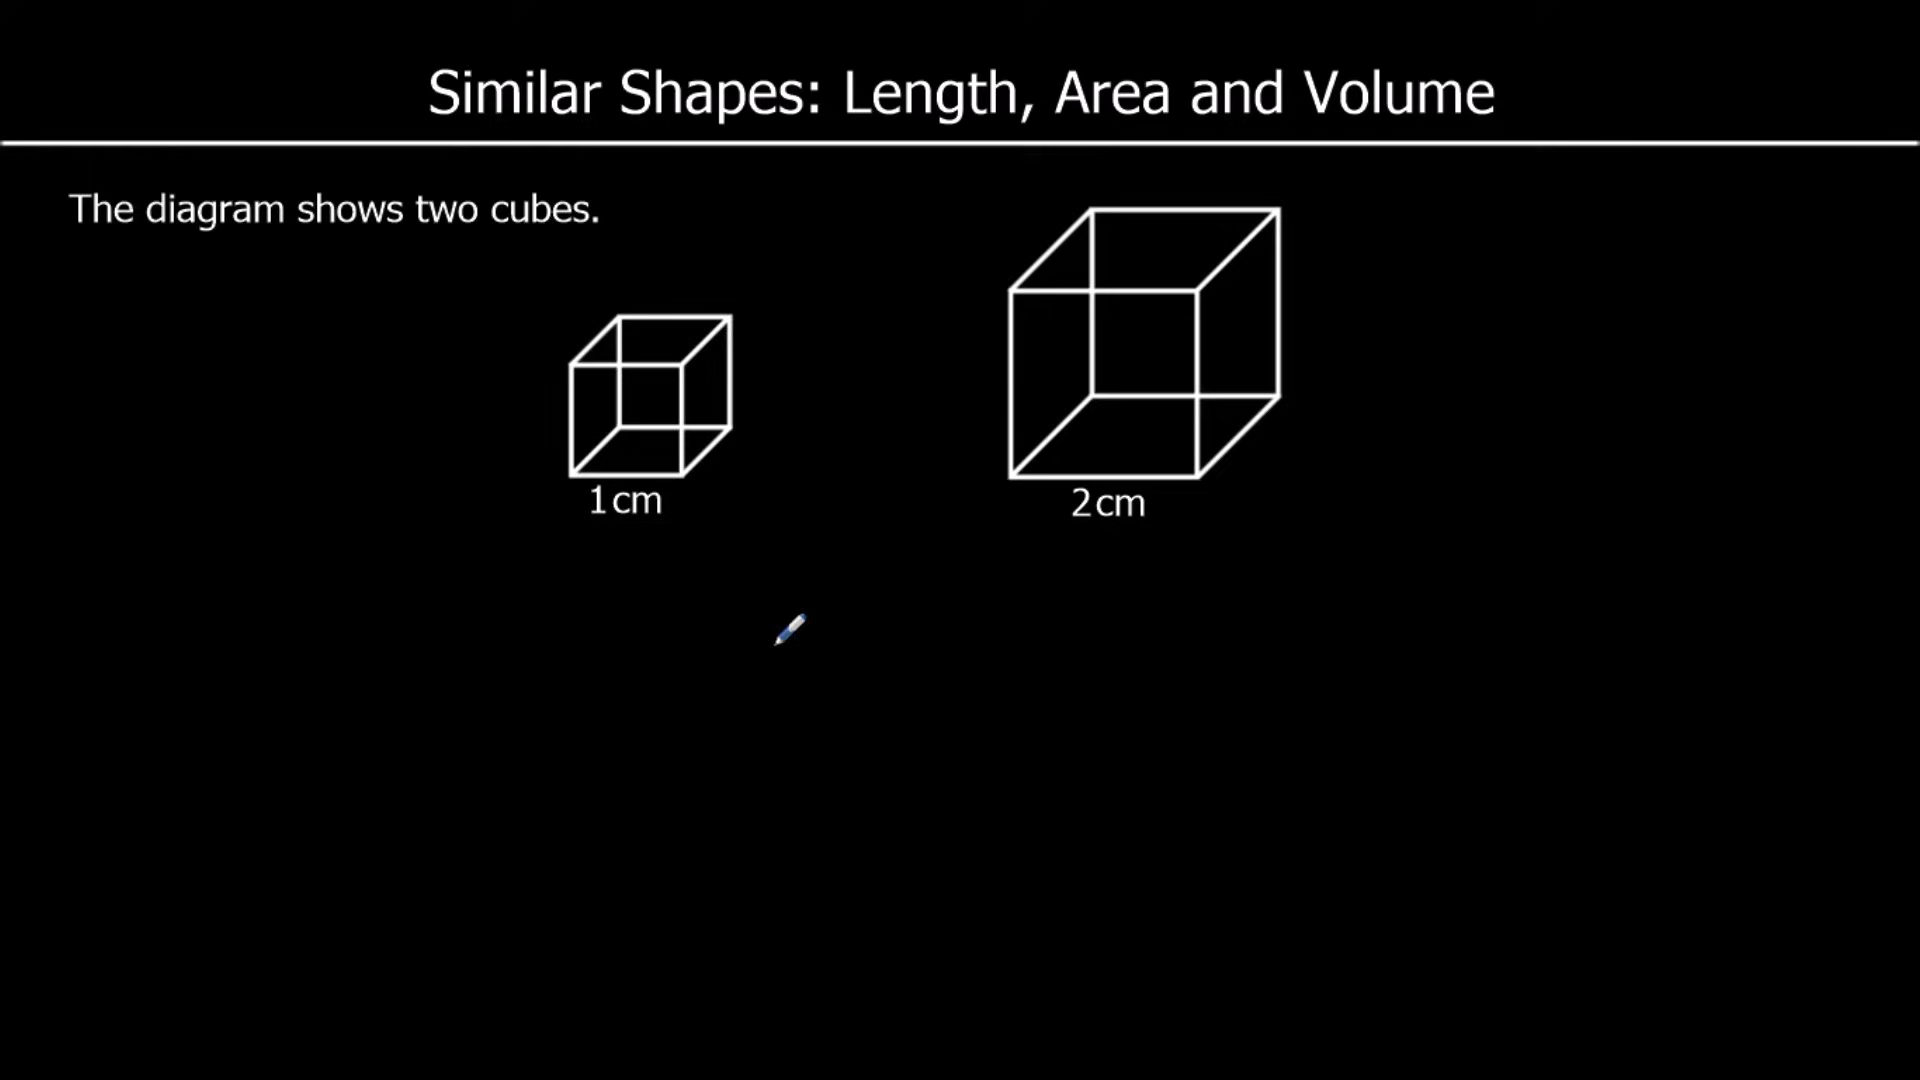 Similar Shapes: Length, Area and Volume
The diagram shows two cubes.
1cm
2cm